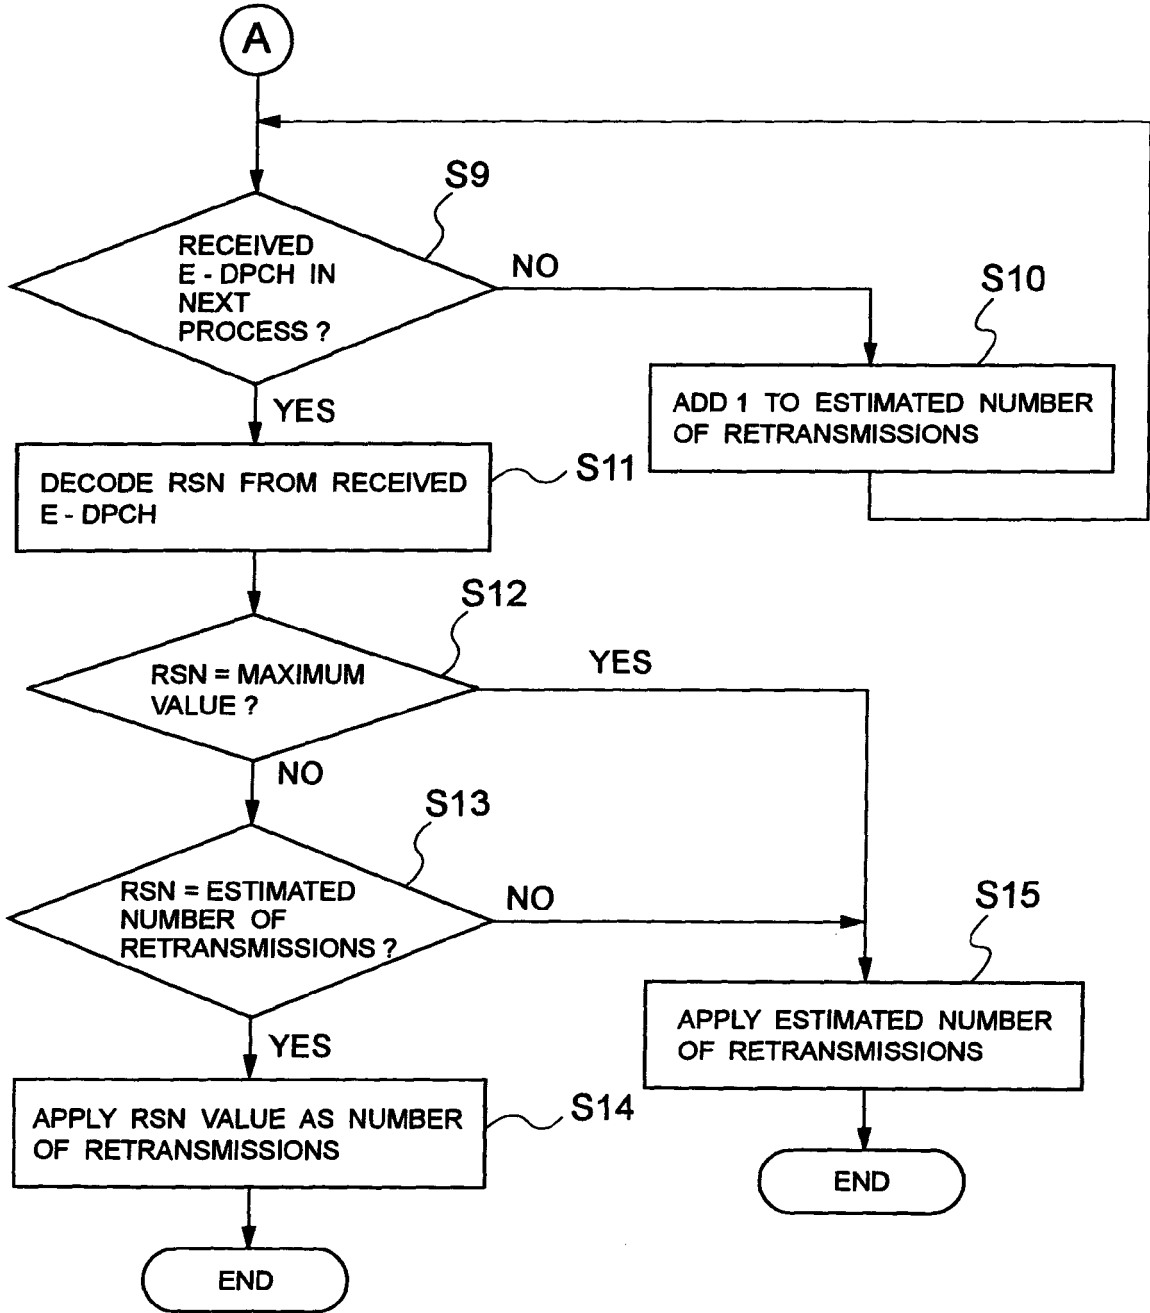 A
S9
RECEIVED
E - DPCH IN
NEXT
PROCESS ?
NO
S10
ADD 1 TO ESTIMATED NUMBER
OF RETRANSMISSIONS
YES
DECODE RSN FROM RECEIVED
E - DPCH
S11
S12
RSN = MAXIMUM
VALUE ?
YES
NO
S13
RSN = ESTIMATED
NUMBER OF
RETRANSMISSIONS ?
NO
S15
APPLY ESTIMATED NUMBER
OF RETRANSMISSIONS
YES
APPLY RSN VALUE AS NUMBER
OF RETRANSMISSIONS
S14
END
END